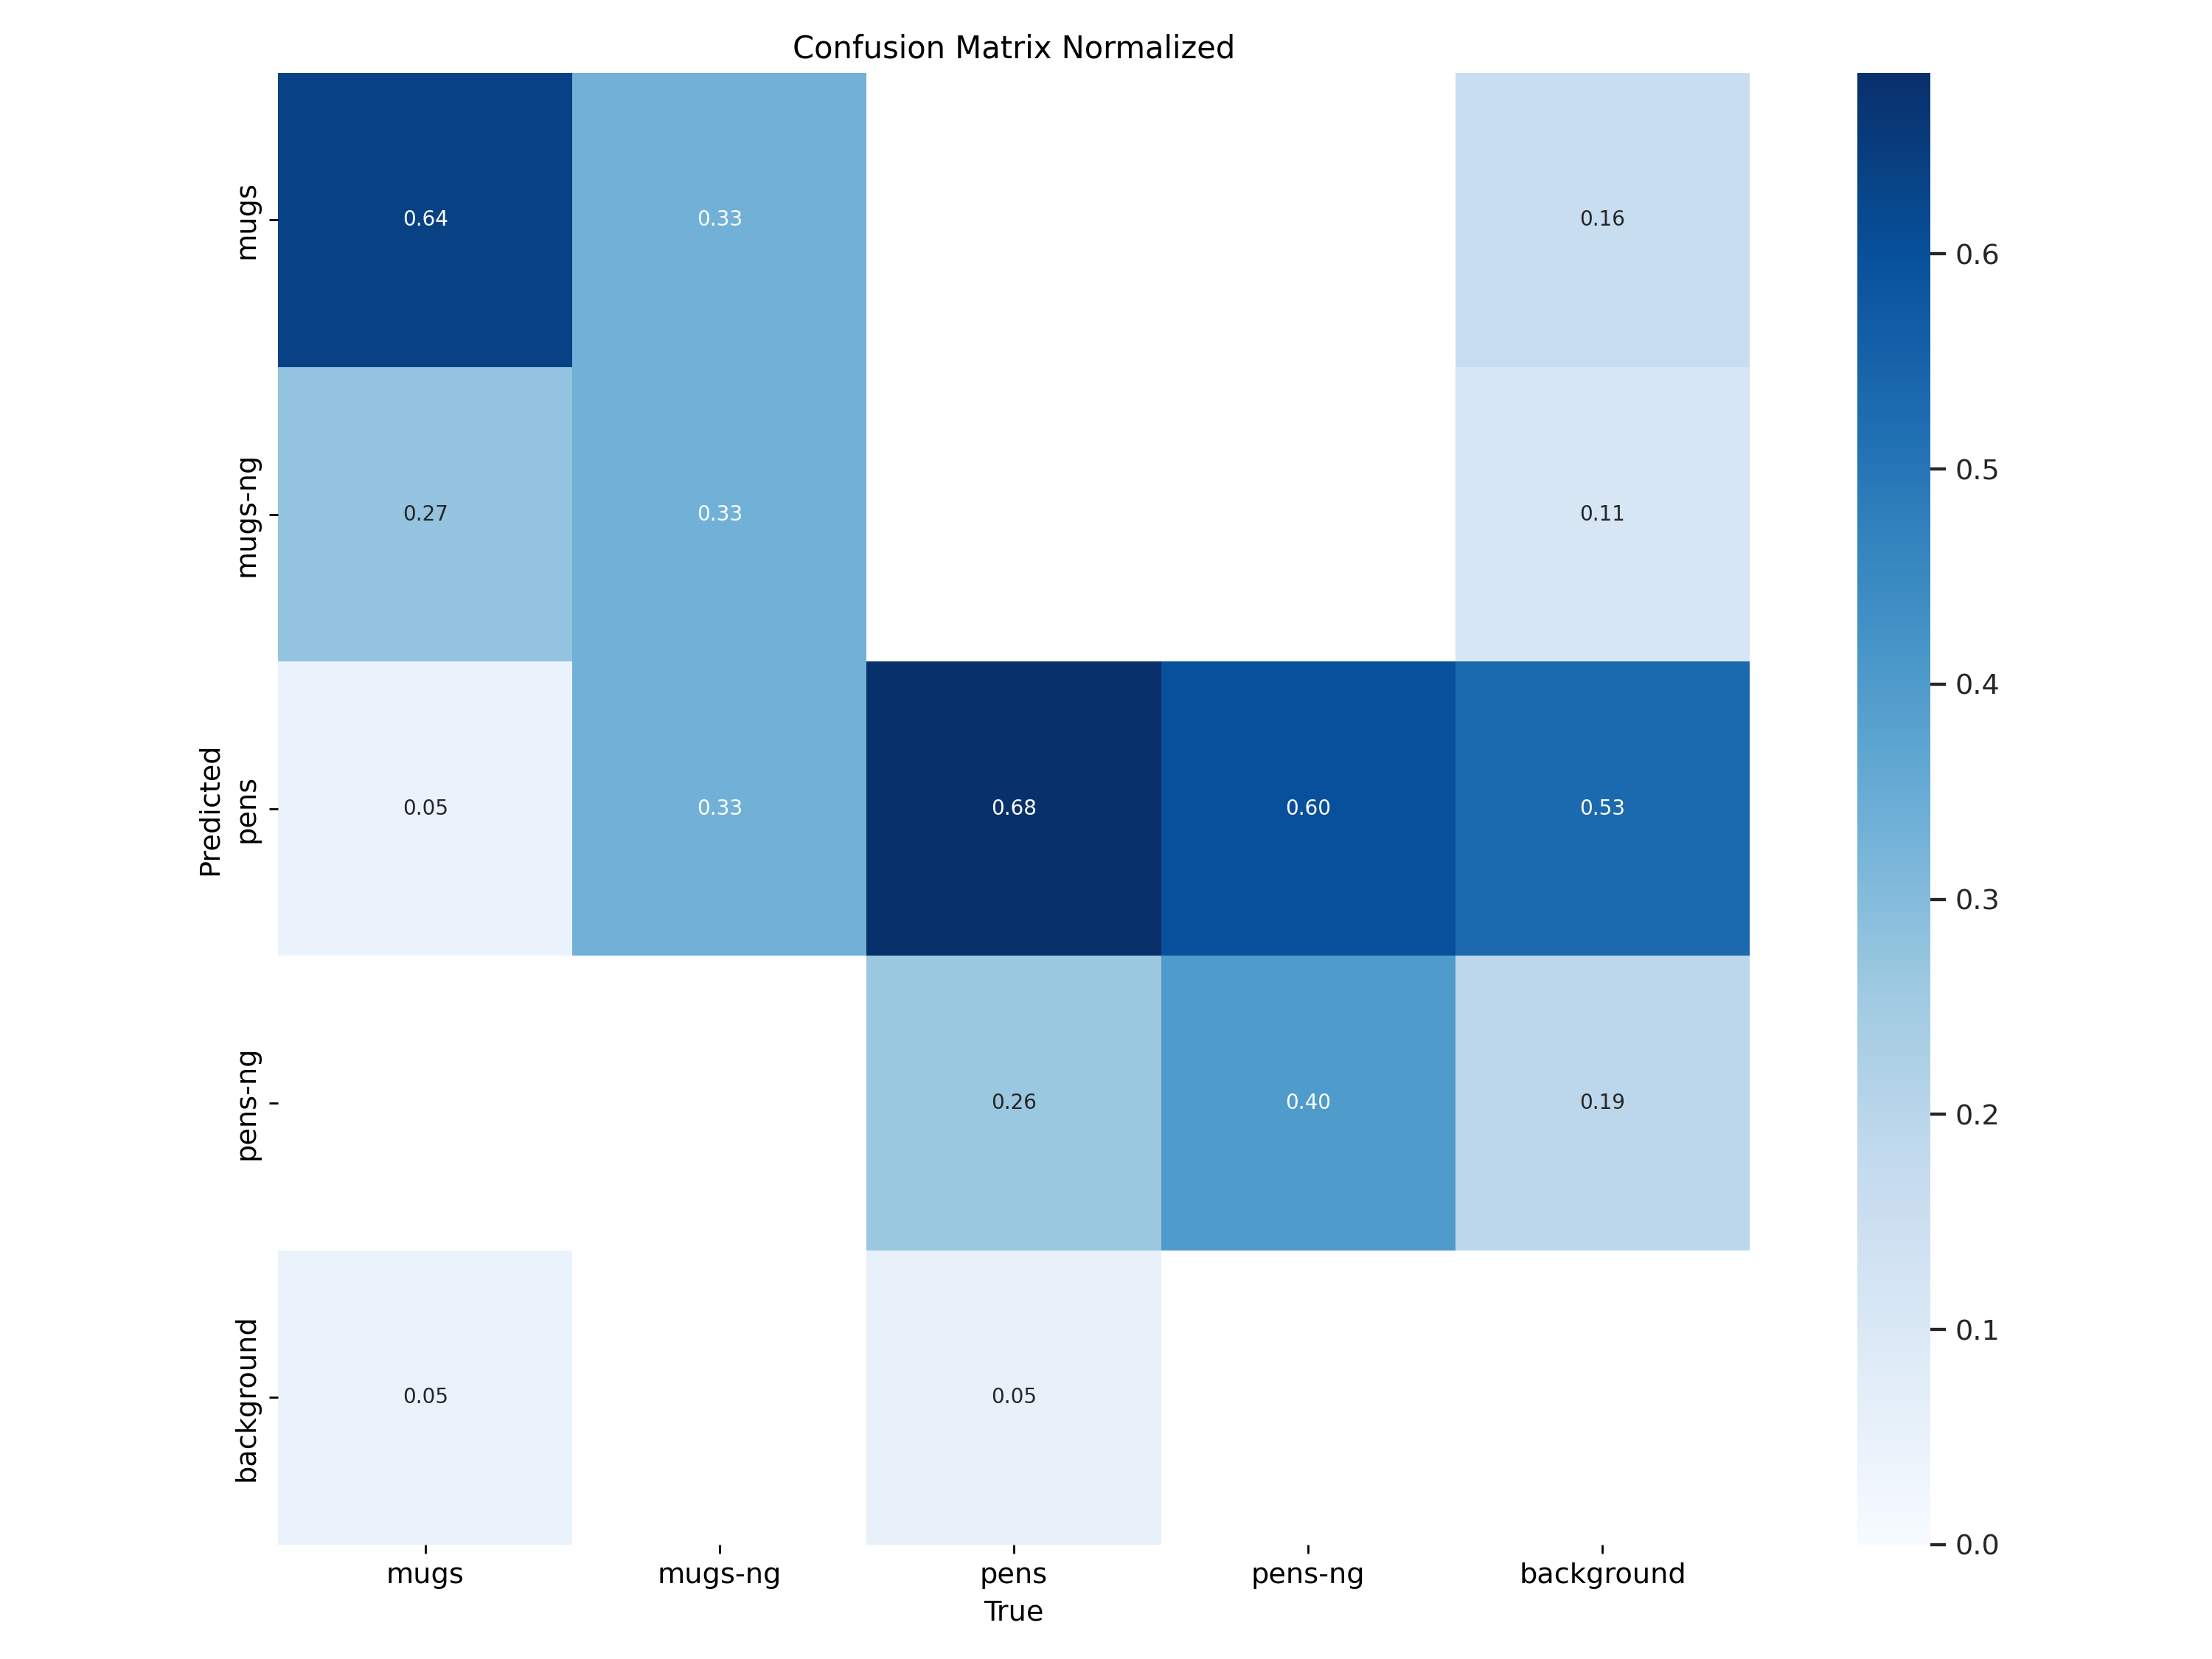 Confusion Matrix Normalized
mugs
0.64
0.33
0.16
0.6
mugs-ng
0.27
0.33
0.11
0.5
0.4
Predicted
pens
0.05
0.33
0.68
0.60
0.53
0.3
pens-ng
0.26
0.40
0.19
0.2
background
0.05
0.05
0.1
0.0
mugs
mugs-ng
pens
pens-ng
background
True